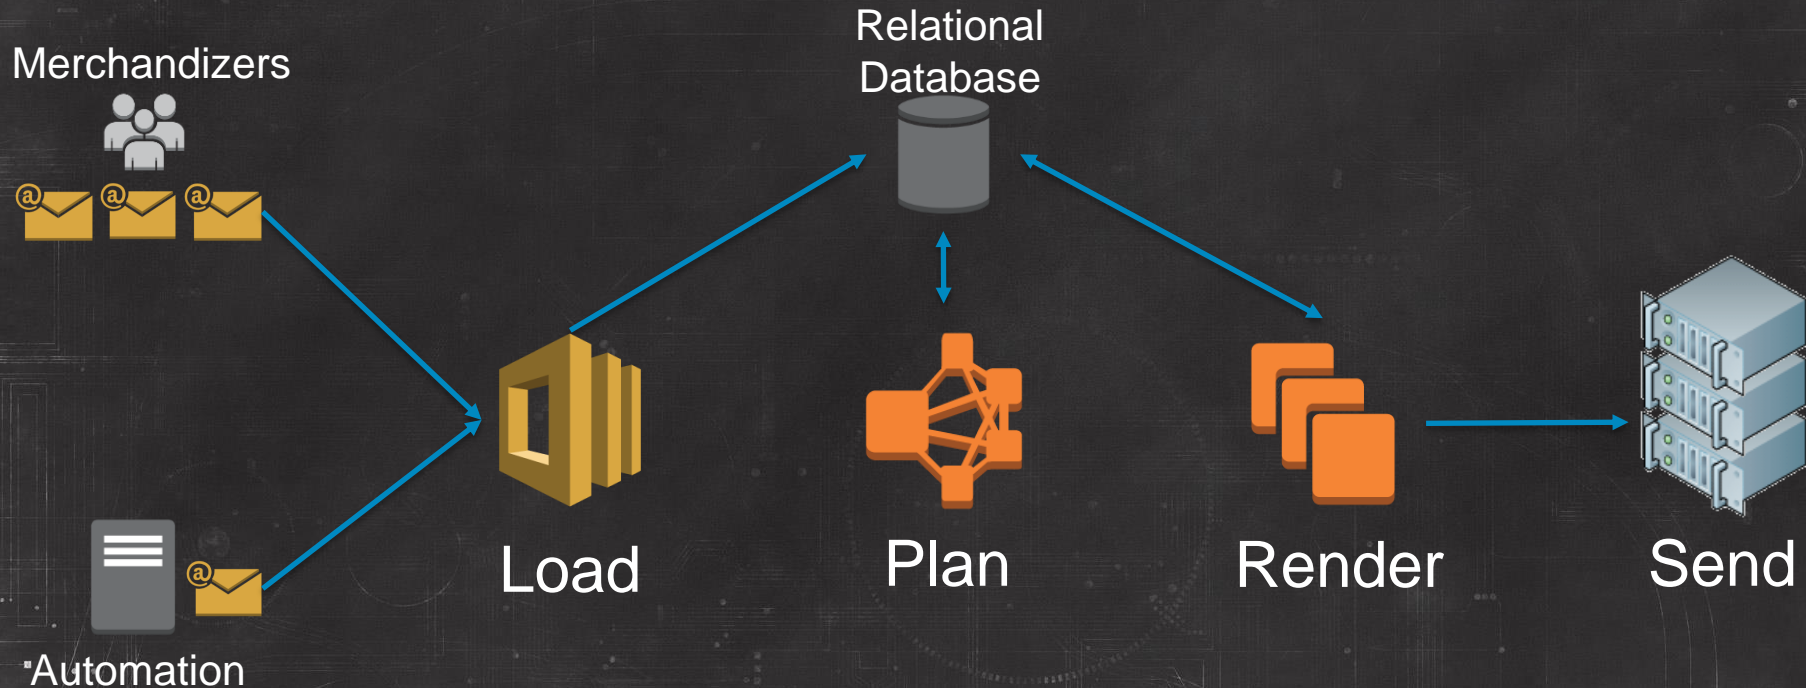 Relational
Database
Merchandizers
@
@
@
Load
Plan
Render
Send
@
Automation